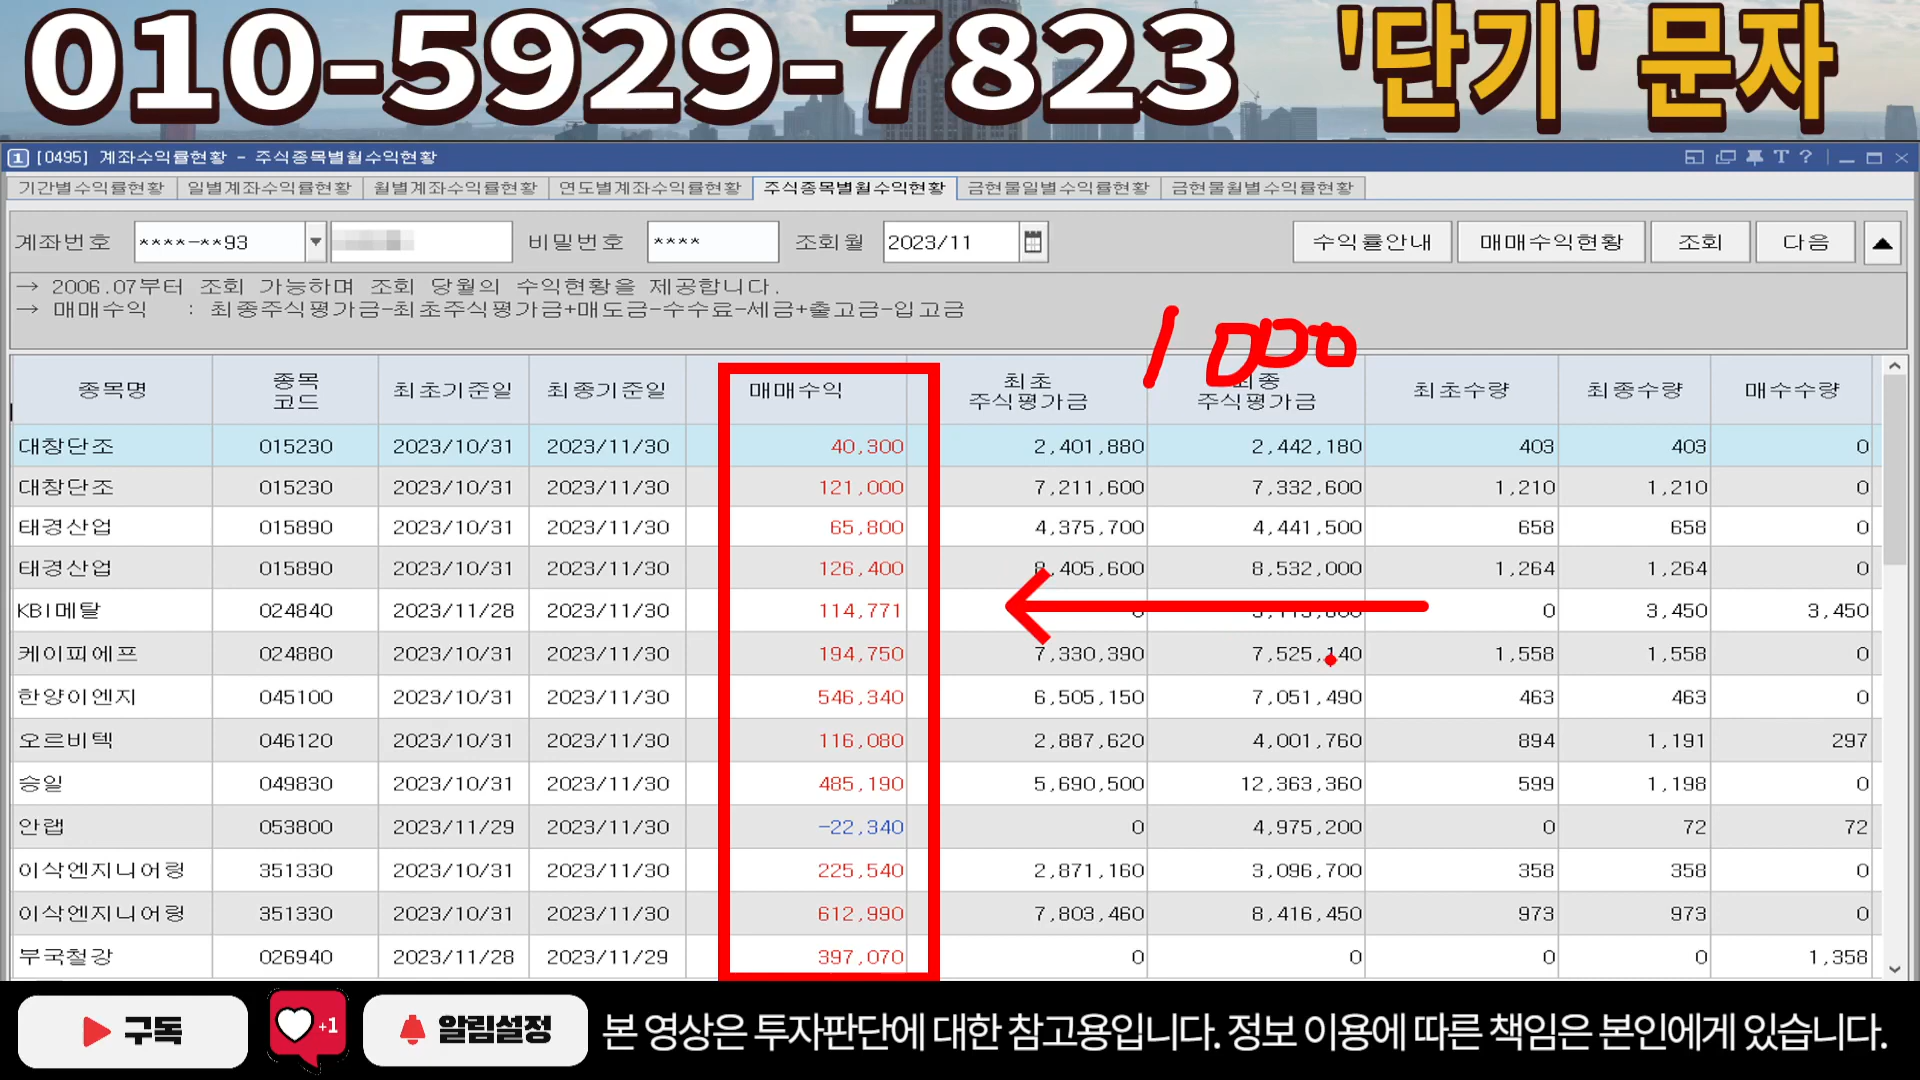 010-5929-7823 '단기' 문자
1 [0495] 계좌수익률현황 - 주식종목별월수익현황
기간별수익률현황 일별계좌수익률현황 월별계좌수익률현황 연도별계좌수익률현황 주식종목별월수익현황 금현물일별수익률현황 금현물월별수익률현황
계좌번호 ****-**93 비밀번호 **** 조회월 2023/11 수익률안내 매매수익현황 조회 다음
→ 2006.07부터 조회 가능하며 조회 당월의 수익현황을 제공합니다.
→ 매매수익 : 최종주식평가금-최초주식평가금+매도금-수수료-세금+출고금-입고금
1000
종목명 종목코드 최초기준일 최종기준일 매매수익 최초주식평가금 최종주식평가금 최초수량 최종수량 매수수량
대창단조 015230 2023/10/31 2023/11/30 40,300 2,401,880 2,442,180 403 403 0
대창단조 015230 2023/10/31 2023/11/30 121,000 7,211,600 7,332,600 1,210 1,210 0
태경산업 015890 2023/10/31 2023/11/30 65,800 4,375,700 4,441,500 658 658 0
태경산업 015890 2023/10/31 2023/11/30 126,400 8,405,600 8,532,000 1,264 1,264 0
KBI메탈 024840 2023/11/28 2023/11/30 114,771 0 0 3,450 3,450
케이피에프 024880 2023/10/31 2023/11/30 194,750 7,330,390 7,525,140 1,558 1,558 0
한양이엔지 045100 2023/10/31 2023/11/30 546,340 6,505,150 7,051,490 463 463 0
오르비텍 046120 2023/10/31 2023/11/30 116,080 2,887,620 4,001,760 894 1,191 297
승일 049830 2023/10/31 2023/11/30 485,190 5,690,500 12,363,360 599 1,198 0
안랩 053800 2023/11/29 2023/11/30 -22,340 0 4,975,200 0 72 72
이삭엔지니어링 351330 2023/10/31 2023/11/30 225,540 2,871,160 3,096,700 358 358 0
이삭엔지니어링 351330 2023/10/31 2023/11/30 612,990 7,803,460 8,416,450 973 973 0
부국철강 026940 2023/11/28 2023/11/29 397,070 0 0 0 0 1,358
구독 +1 알림설정 본 영상은 투자판단에 대한 참고용입니다. 정보 이용에 따른 책임은 본인에게 있습니다.